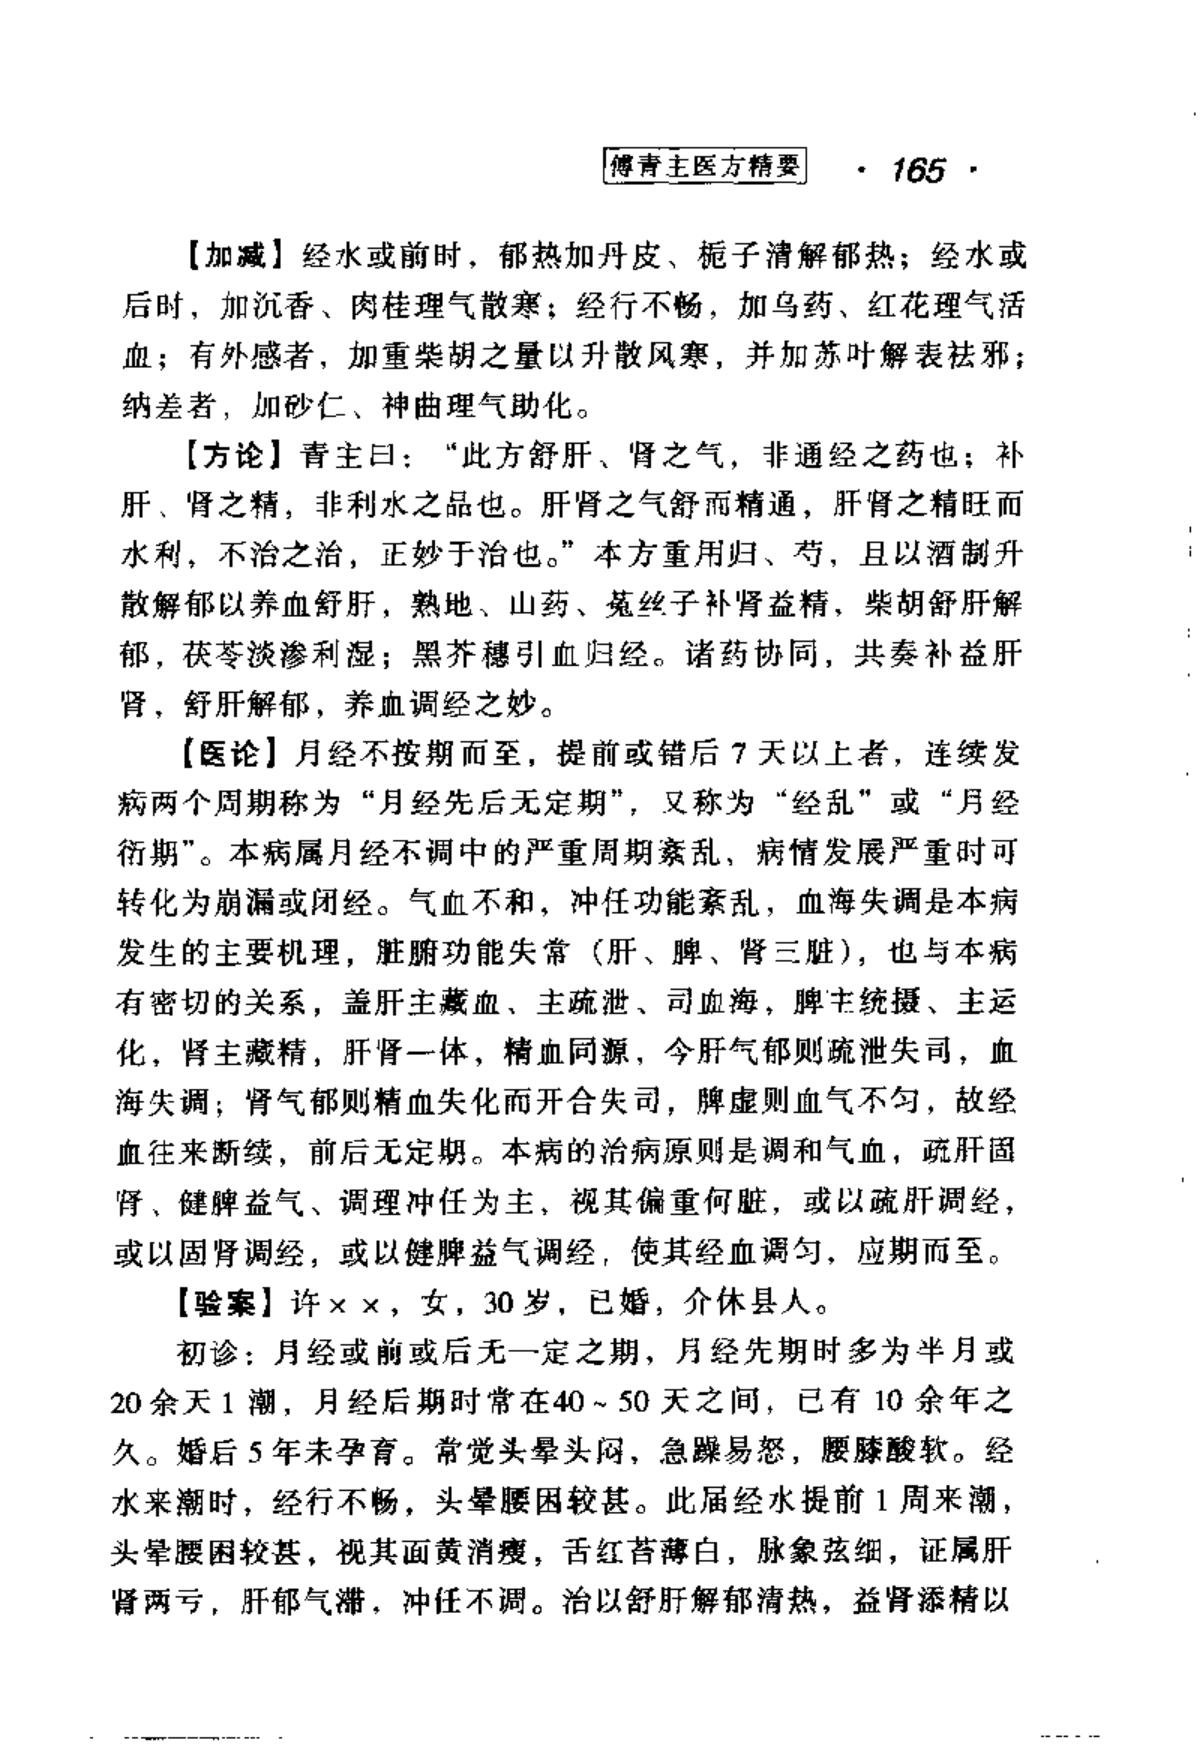 傅青主医方精要 · 165 ·
【加减】经水或前时，郁热加丹皮、栀子清解郁热；经水或
后时，加沉香、肉桂理气散寒；经行不畅，加乌药、红花理气活
血；有外感者，加重柴胡之量以升散风寒，并加苏叶解表祛邪；
纳差者，加砂仁、神曲理气助化。
【方论】青主曰：“此方舒肝、肾之气，非通经之药也；补
肝、肾之精，非利水之品也。肝肾之气舒而精通，肝肾之精旺而
水利，不治之治，正妙于治也。”本方重用归、芍，且以酒制升
散解郁以养血舒肝，熟地、山药、菟丝子补肾益精，柴胡舒肝解
郁，茯苓淡渗利湿；黑芥穗引血归经。诸药协同，共奏补益肝
肾，舒肝解郁，养血调经之妙。
【医论】月经不按期而至，提前或错后7天以上者，连续发
病两个周期称为“月经先后无定期”，又称为“经乱”或“月经
衍期”。本病属月经不调中的严重周期紊乱，病情发展严重时可
转化为崩漏或闭经。气血不和，冲任功能紊乱，血海失调是本病
发生的主要机理，脏腑功能失常（肝、脾、肾三脏），也与本病
有密切的关系，盖肝主藏血、主疏泄、司血海，脾主统摄、主运
化，肾主藏精，肝肾一体，精血同源，今肝气郁则疏泄失司，血
海失调；肾气郁则精血失化而开合失司，脾虚则血气不匀，故经
血往来断续，前后无定期。本病的治病原则是调和气血，疏肝固
肾、健脾益气、调理冲任为主，视其偏重何脏，或以疏肝调经，
或以固肾调经，或以健脾益气调经，使其经血调匀，应期而至。
【验案】许××，女，30岁，已婚，介休县人。
初诊：月经或前或后无一定之期，月经先期时多为半月或
20余天1潮，月经后期时常在40～50天之间，已有10余年之
久。婚后5年未孕育。常觉头晕头闷，急躁易怒，腰膝酸软。经
水来潮时，经行不畅，头晕腰困较甚。此届经水提前1周来潮，
头晕腰困较甚，视其面黄消瘦，舌红苔薄白，脉象弦细，证属肝
肾两亏，肝郁气滞，冲任不调。治以舒肝解郁清热，益肾添精以